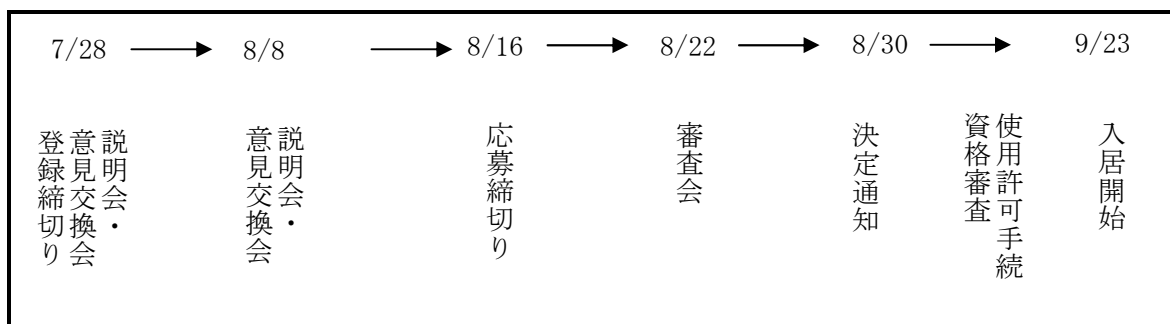 7/28 → 8/8 → 8/16 → 8/22 → 8/30 → 9/23
説明会・
意見交換会
登録締切り
説明会・
意見交換会
応募締切り
審査会
決定通知
使用許可手続
資格審査
入居開始